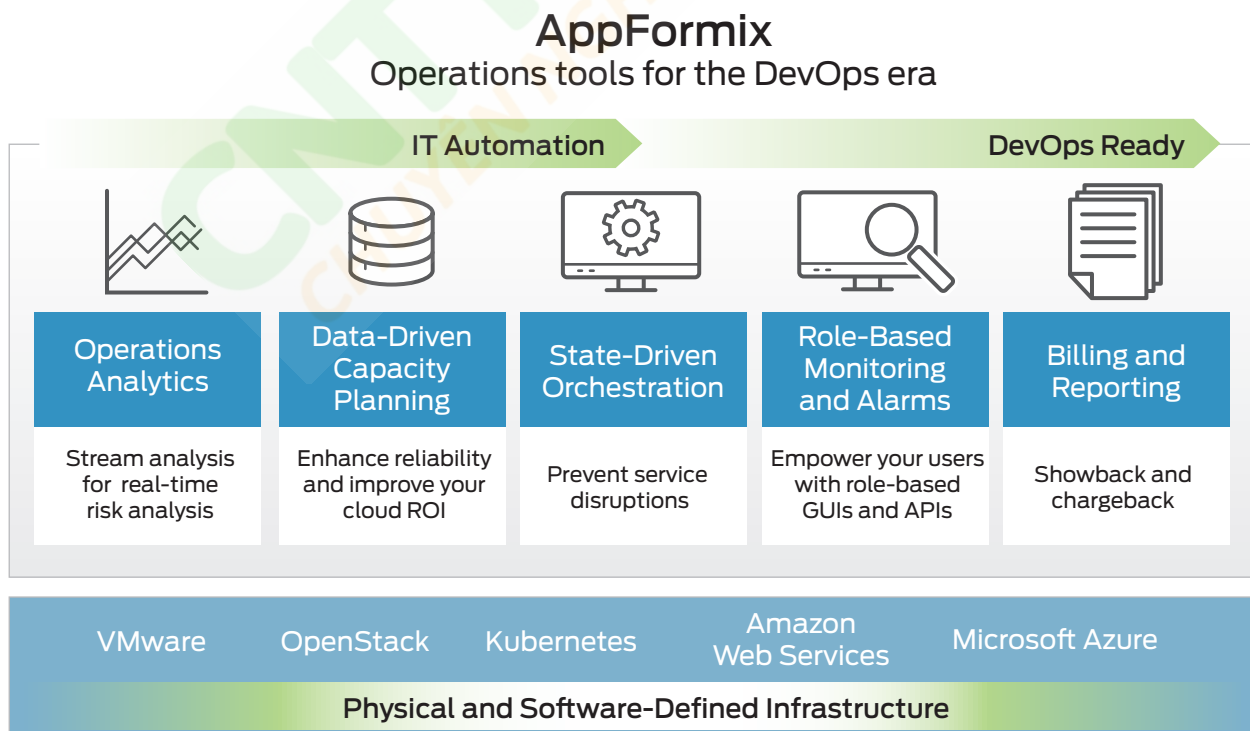 AppFormix
Operations tools for the DevOps era
IT Automation
DevOps Ready
Operations
Analytics
Stream analysis
for real-time
risk analysis
Data-Driven
Capacity
Planning
Enhance reliability
and improve your
cloud ROI
State-Driven
Orchestration
Prevent service
disruptions
Role-Based
Monitoring
and Alarms
Empower your users
with role-based
GUIs and APIs
Billing and
Reporting
Showback and
chargeback
VMware
OpenStack
Kubernetes
Amazon
Web Services
Microsoft Azure
Physical and Software-Defined Infrastructure